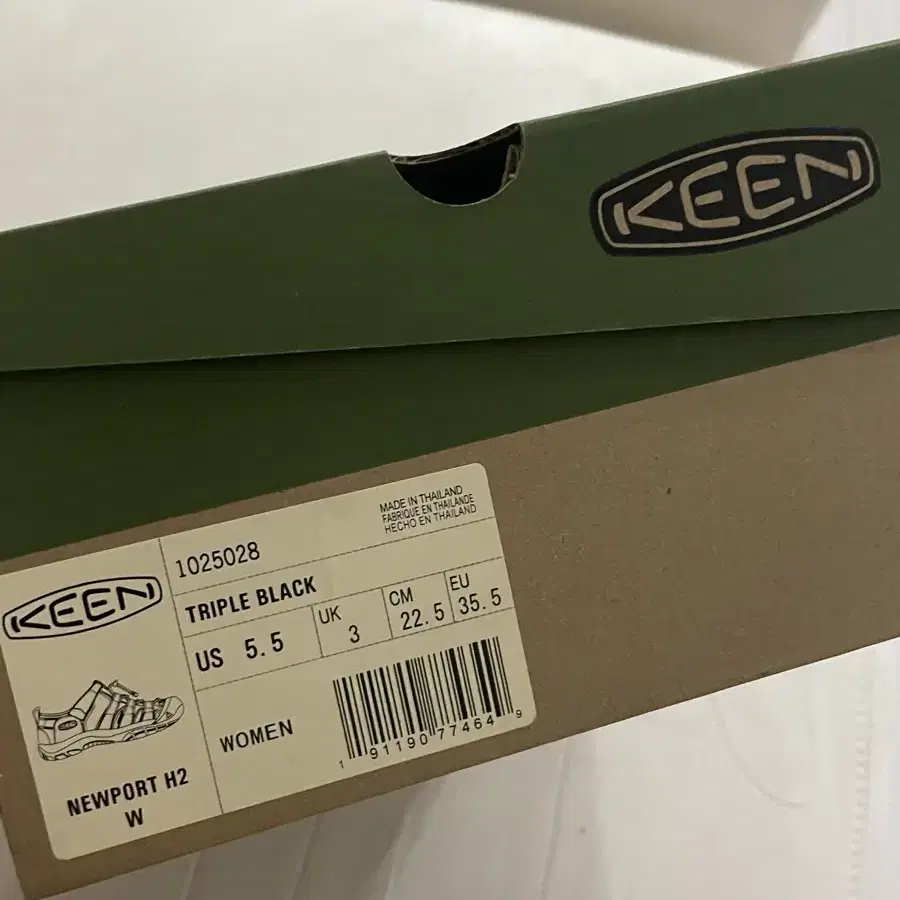 KEEN
MADE IN THAILAND
FABRIQUE EN THAILANDE
HECHO EN THAILAND
1025028
TRIPLE BLACK
US 5.5
UK 3
CM 22.5
EU 35.5
KEEN
NEWPORT H2
W
WOMEN
1 91190 77464 9